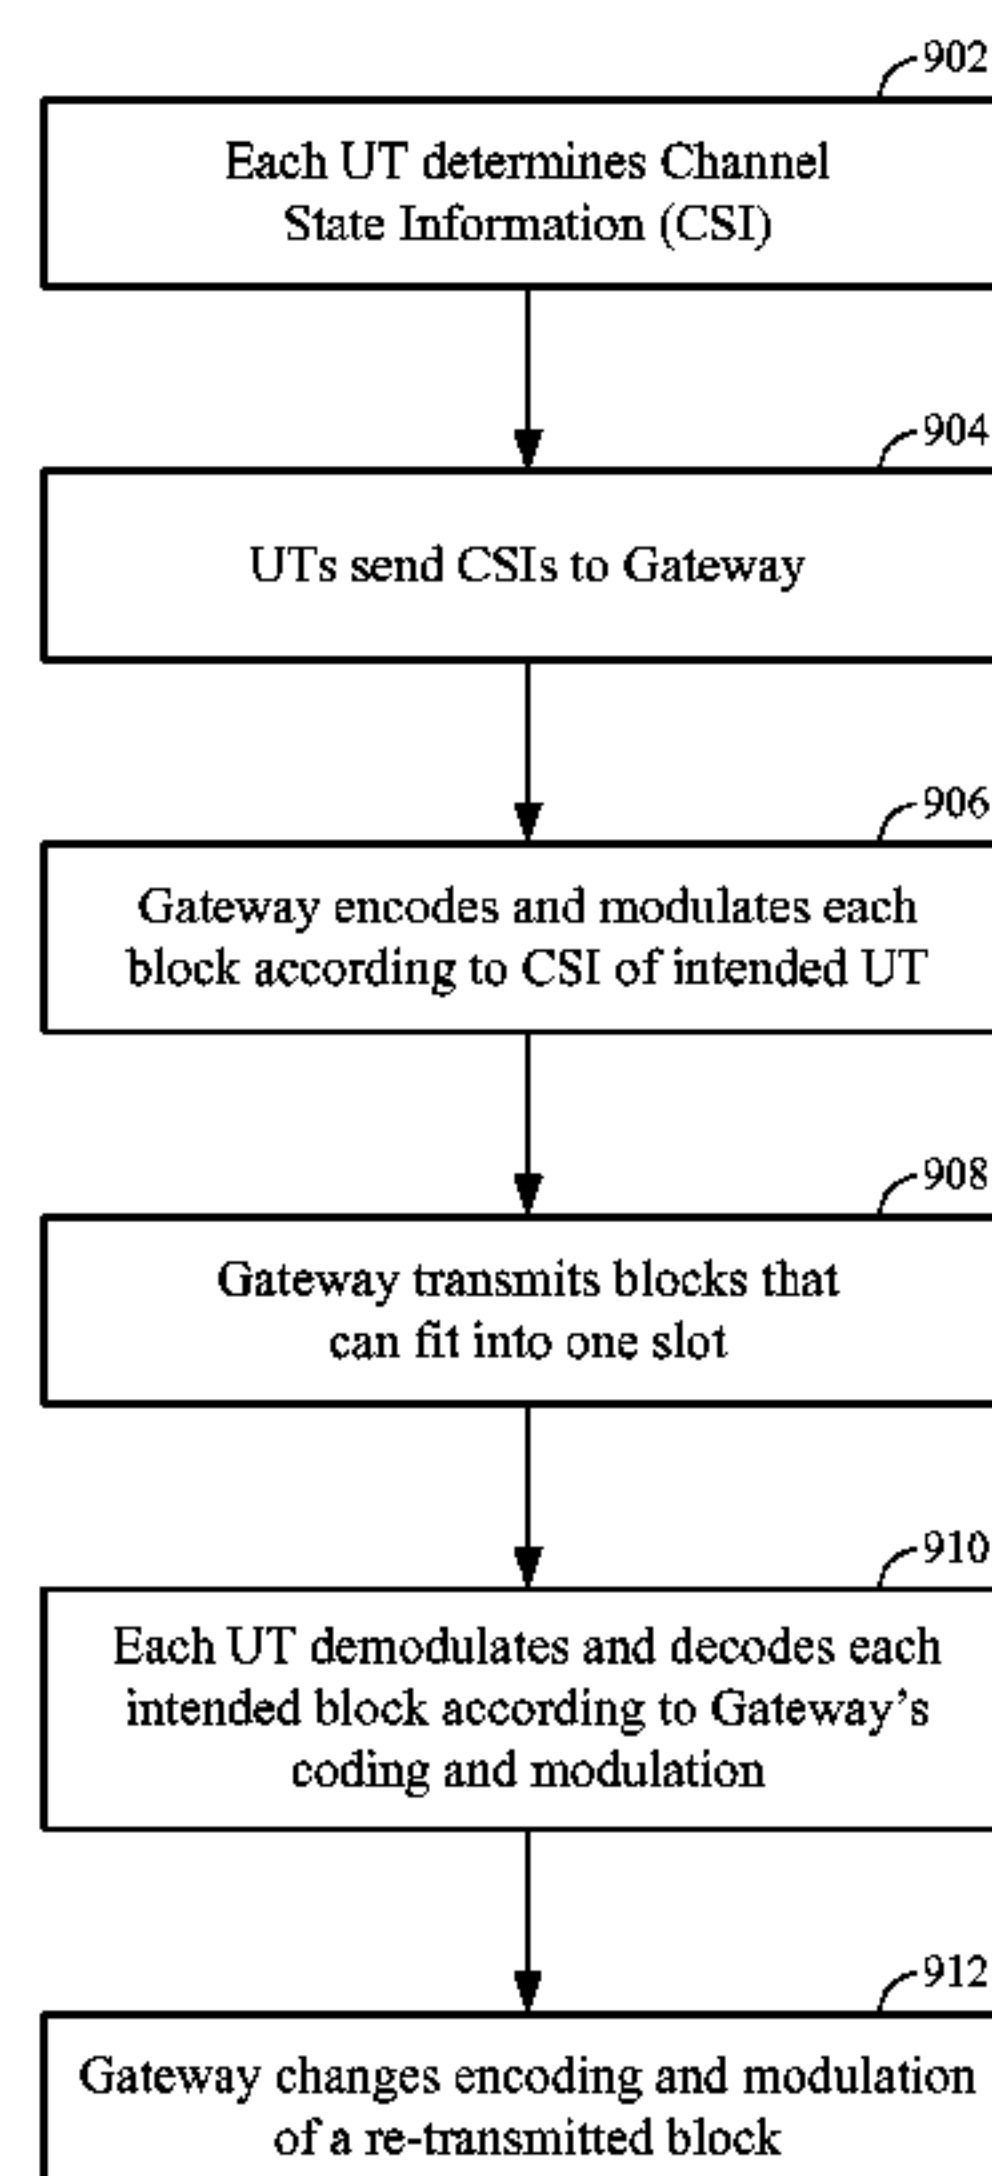 902
Each UT determines Channel
State Information (CSI)
904
UTs send CSIs to Gateway
906
Gateway encodes and modulates each
block according to CSI of intended UT
908
Gateway transmits blocks that
can fit into one slot
910
Each UT demodulates and decodes each
intended block according to Gateway’s
coding and modulation
912
Gateway changes encoding and modulation
of a re-transmitted block